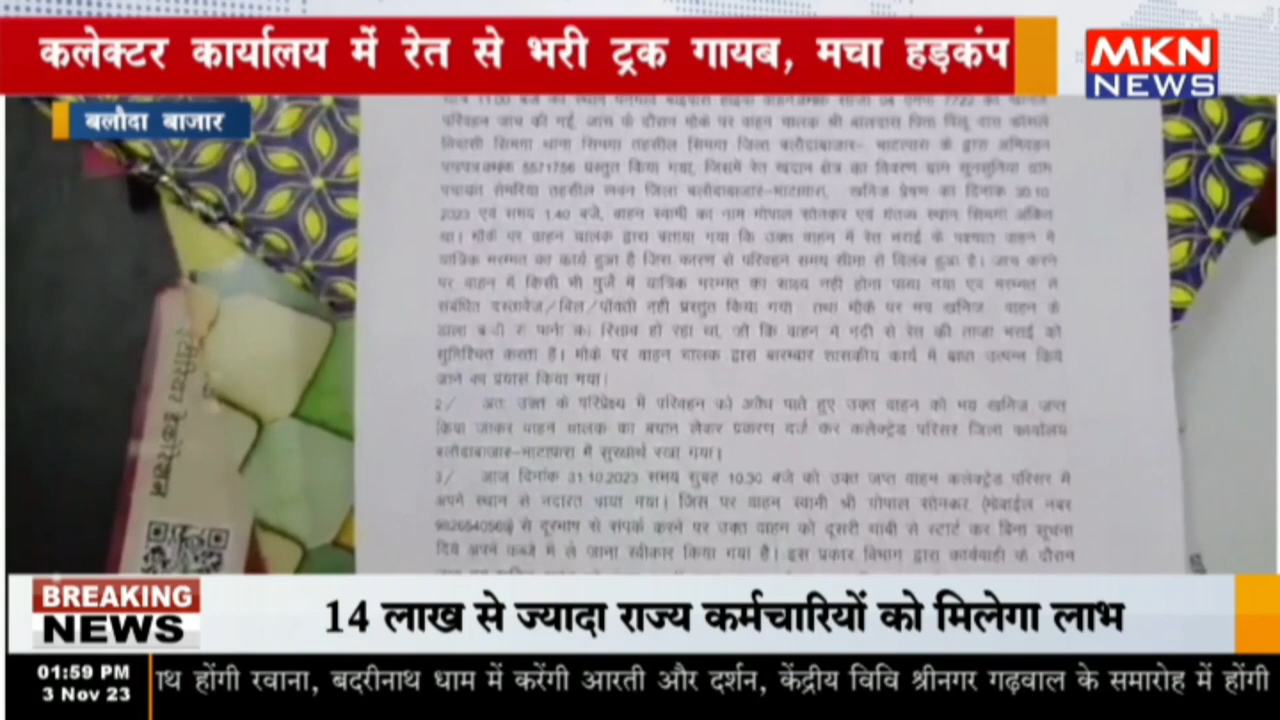 कलेक्टर कार्यालय में रेत से भरी ट्रक गायब, मचा हड़कंप
MKN
NEWS
बलौदा बाजार
परिवहन जांच की गई, जांच के दौरान मौके पर वाहन चालक श्री
निवासी सिमगा थाना सिमगा तहसील सिमगा जिला बलौदाबाजार- भाटापारा के द्वारा अभिवहन
5571756 प्रस्तुत किया गया, जिसमें रेत खदान क्षेत्र का विवरण ग्राम
जिला बलौदाबाजार-भाटापारा, खनिज प्रेषण का दिनांक 30.10
2023 एवं समय 1.40 बजे, वाहन स्वामी का नाम गोपाल सोनकर एवं गंतव्य स्थान सिमगा अंकित
था। मौके पर वाहन चालक द्वारा बताया गया कि उक्त वाहन में रेत भराई के पश्चात वाहन में
यांत्रिक मरम्मत का कार्य हुआ है जिस कारण से परिवहन समय सीमा से विलंब हुआ है। जांच करने
पर वाहन में किसी भी पुर्जे में यांत्रिक मरम्मत का साक्ष्य नही होना पाया गया एवं मरम्मत से
संबंधित दस्तावेज/बिल/पॉवती नही प्रस्तुत किया गया तथा मौके पर मय खनिज वाहन के
डाला का रिसाव हो रहा था, जो कि वाहन में नदी से रेत की ताजा भराई को
सुनिश्चित करता है। मौके पर वाहन चालक द्वारा बारम्बार शासकीय कार्य में बाधा उत्पन्न किये
जाने का प्रयास किया गया।
2/ अतः उक्त के परिप्रेक्ष्य में परिवहन को अवैध पाते हुए उक्त वाहन को मय खनिज जप्त
किया जाकर वाहन चालक का बयान लेकर प्रकरण दर्ज कर कलेक्ट्रेड परिसर जिला कार्यालय
बलौदाबाजार-भाटापारा में सुरक्षार्थ रखा गया।
3/ आज दिनांक 31.10.2023 समय सुबह 10.30 बजे को उक्त जप्त वाहन कलेक्ट्रेड परिसर में
अपने स्थान से नदारत पाया गया। जिस पर वाहन स्वामी श्री गोपाल सोनकर (मोबाईल नंबर
से दूरभाष से संपर्क करने पर उक्त वाहन को दूसरी चाबी से स्टार्ट कर बिना सूचना
दिये अपने कब्जे में ले जाना स्वीकार किया गया है। इस प्रकार विभाग द्वारा कार्यवाही के दौरान
BREAKING
NEWS
14 लाख से ज्यादा राज्य कर्मचारियों को मिलेगा लाभ
01:59 PM
3 Nov 23
होंगी रवाना, बदरीनाथ धाम में करेंगी आरती और दर्शन, केंद्रीय विवि श्रीनगर गढ़वाल के समारोह में होंगी